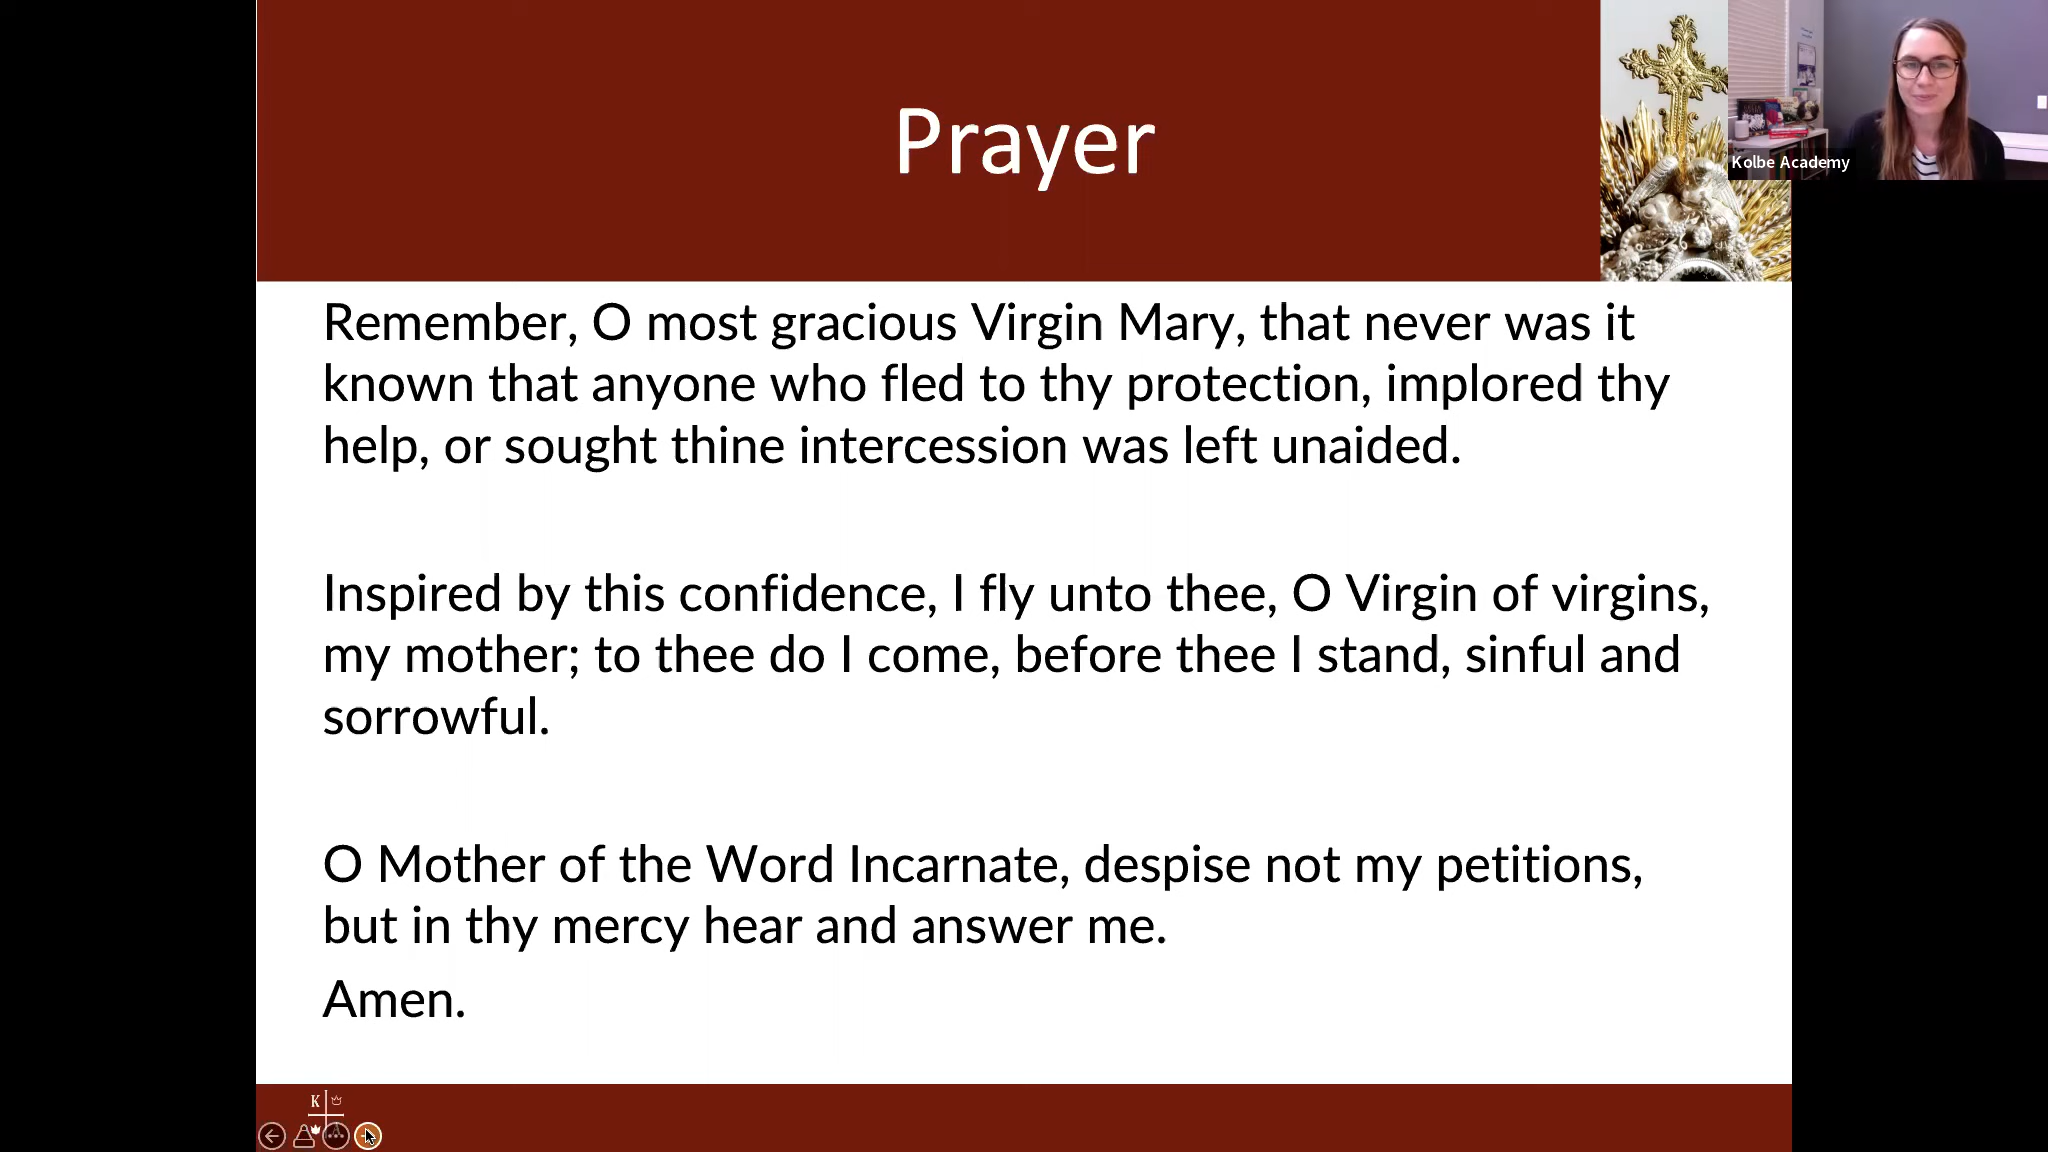 Prayer
Kolbe Academy
Remember, O most gracious Virgin Mary, that never was it
known that anyone who fled to thy protection, implored thy
help, or sought thine intercession was left unaided.
Inspired by this confidence, I fly unto thee, O Virgin of virgins,
my mother; to thee do I come, before thee I stand, sinful and
sorrowful.
O Mother of the Word Incarnate, despise not my petitions,
but in thy mercy hear and answer me.
Amen.
K